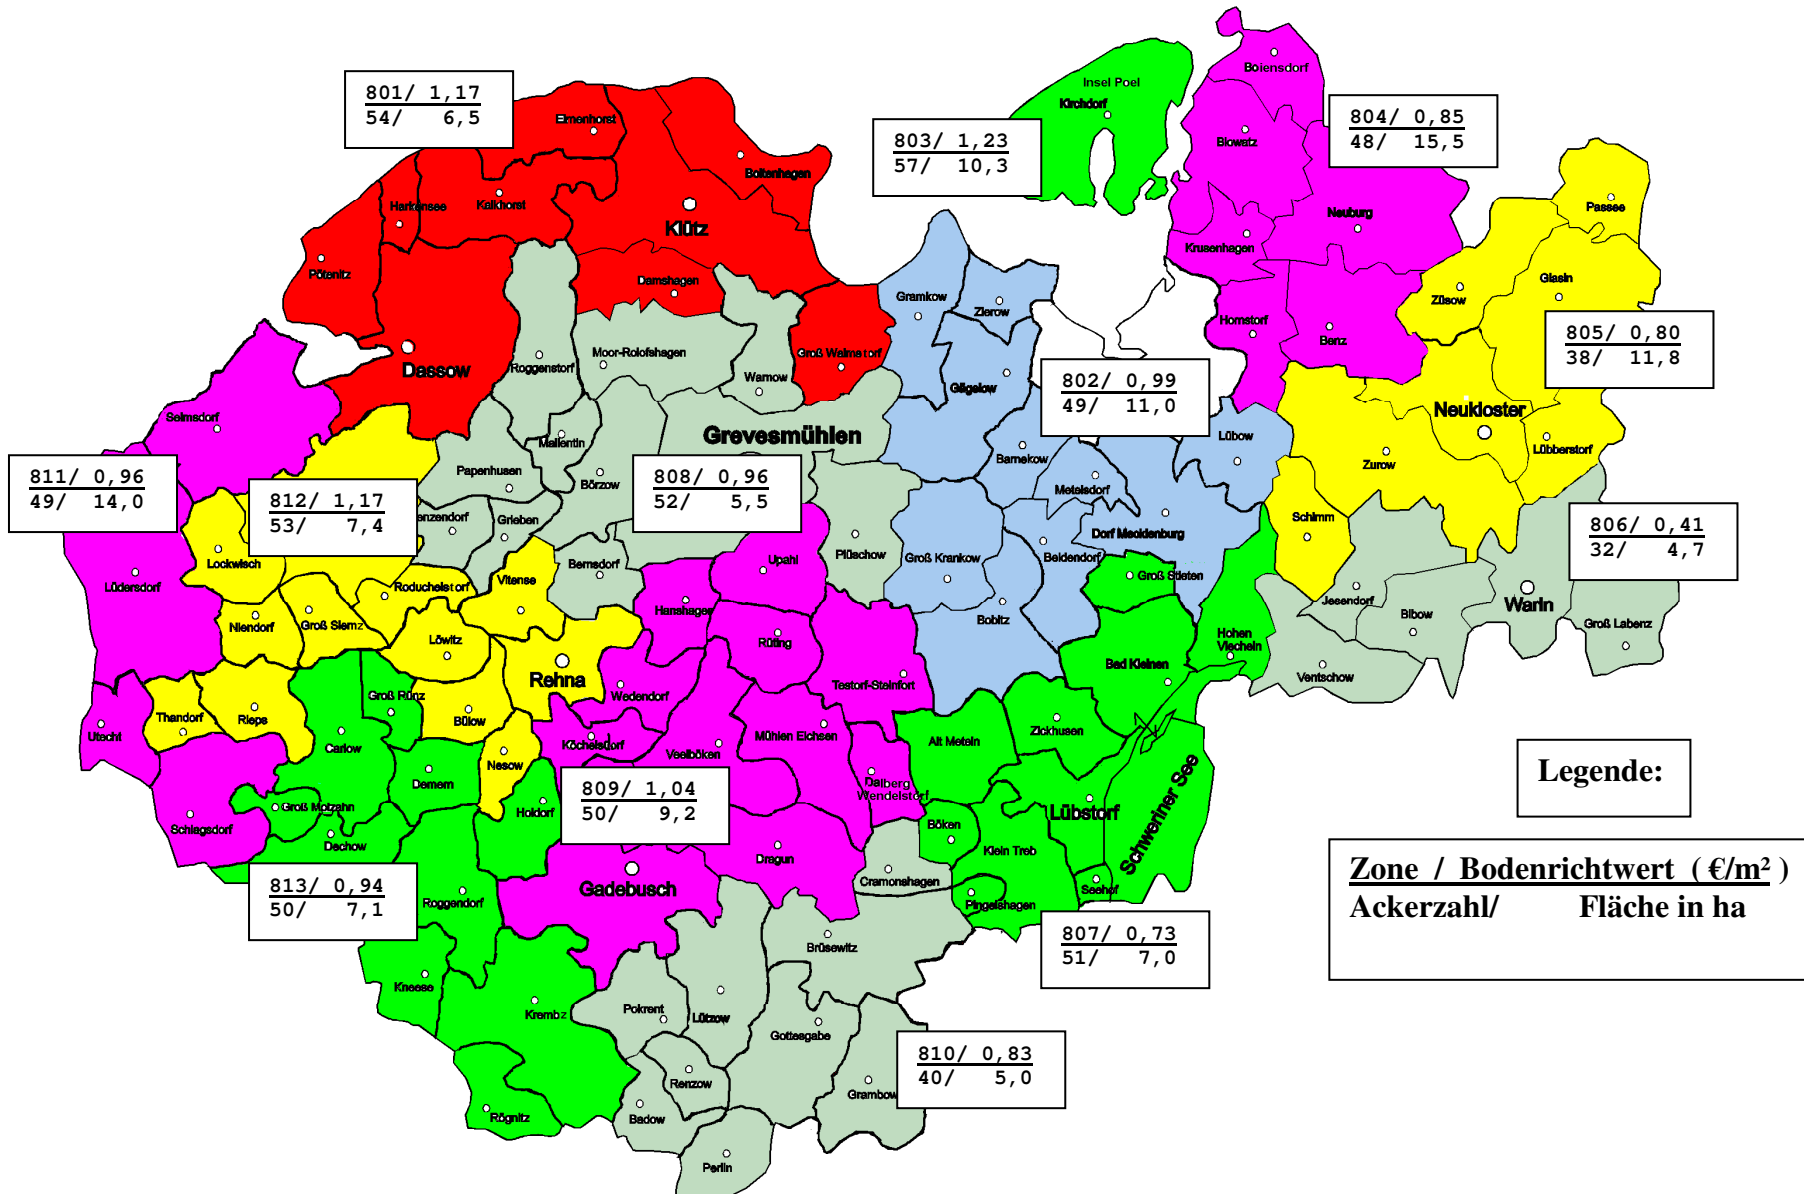 Boiensdorf
Insel Poel
801/ 1,17
54/ 6,5
Kirchdorf
Elmenhorst
804/ 0,85
48/ 15,5
803/ 1,23
57/ 10,3
Blowatz
Boltenhagen
Harkensee
Kalkhorst
Passee
Neuburg
Klütz
Krusenhagen
Pötenitz
Damshagen
Glasin
Gramkow
Zierow
Züsow
Hornstorf
Benz
805/ 0,80
38/ 11,8
Moor-Rolofshagen
Groß Walmstorf
Dassow
Roggenstorf
Warnow
Gägelow
802/ 0,99
49/ 11,0
Neukloster
Selmsdorf
Grevesmühlen
Lübow
Mallentin
Barnekow
Zurow
Lübberstorf
811/ 0,96
49/ 14,0
Papenhusen
Börzow
808/ 0,96
52/ 5,5
Metelsdorf
812/ 1,17
53/ 7,4
enzendorf
Grieben
Schimm
806/ 0,41
32/ 4,7
Plüschow
Dorf Mecklenburg
Lockwisch
Bernsdorf
Upahl
Groß Krankow
Beidendorf
Groß Stieten
Lüdersdorf
Roduchelstorf
Vitense
Hanshagen
Jesendorf
Bibow
Warin
Groß Labenz
Niendorf
Groß Siemz
Löwitz
Rüting
Bobitz
Hohen
Viecheln
Rehna
Bad Kleinen
Ventschow
Testorf-Steinfort
Wedendorf
Groß Rünz
Thandorf
Rieps
Bülow
Utecht
Carlow
Köchelsdorf
Veelböken
Mühlen Eichsen
Alt Meteln
Zickhusen
Nesow
Demern
Dalberg
Wendelstorf
Legende:
809/ 1,04
50/ 9,2
Schweriner See
Groß Molzahn
Holdorf
Lübstorf
Schlagsdorf
Böken
Dechow
Klein Treb
Dragun
Zone / Bodenrichtwert ( €/m² )
Ackerzahl/ Fläche in ha
813/ 0,94
50/ 7,1
Gadebusch
Cramonshagen
Seehof
Roggendorf
Pingelshagen
807/ 0,73
51/ 7,0
Brüsewitz
Kneese
Krembz
Pokrent
Lützow
Gottesgabe
810/ 0,83
40/ 5,0
Renzow
Grambow
Rögnitz
Badow
Perlin